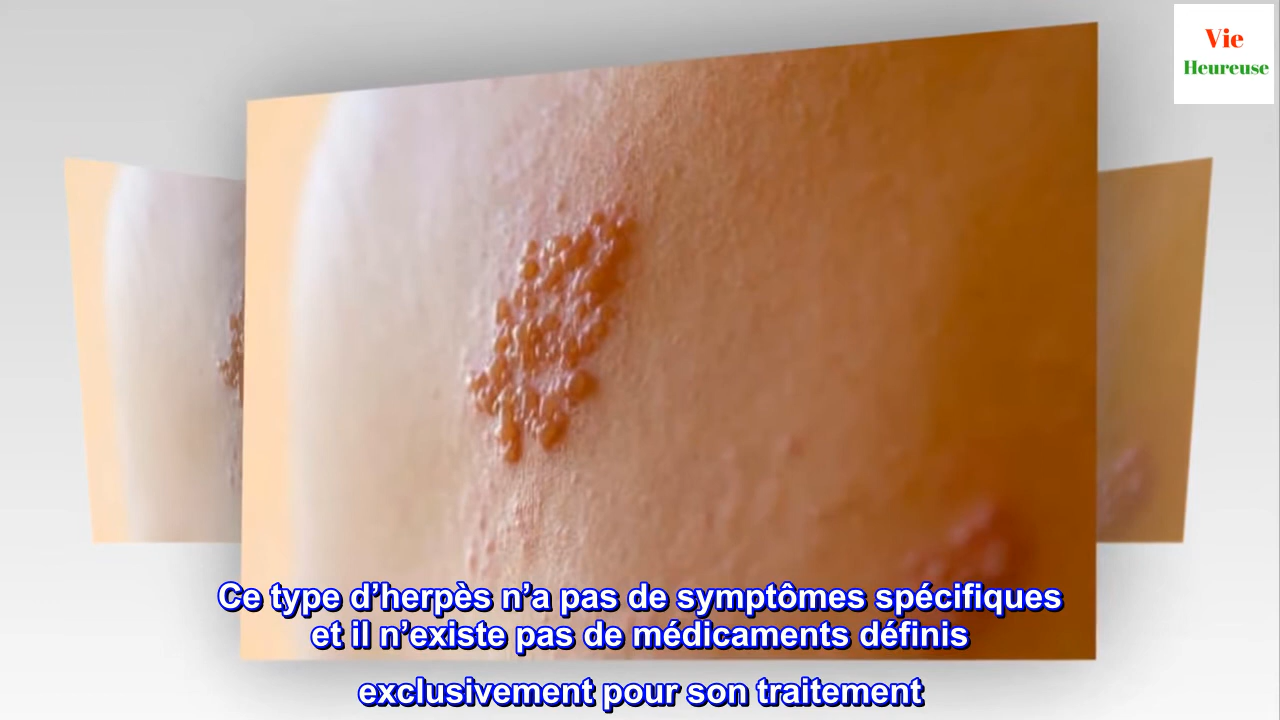 Vie
Heureuse
Ce type d’herpès n’a pas de symptômes spécifiques
et il n’existe pas de médicaments définis
exclusivement pour son traitement